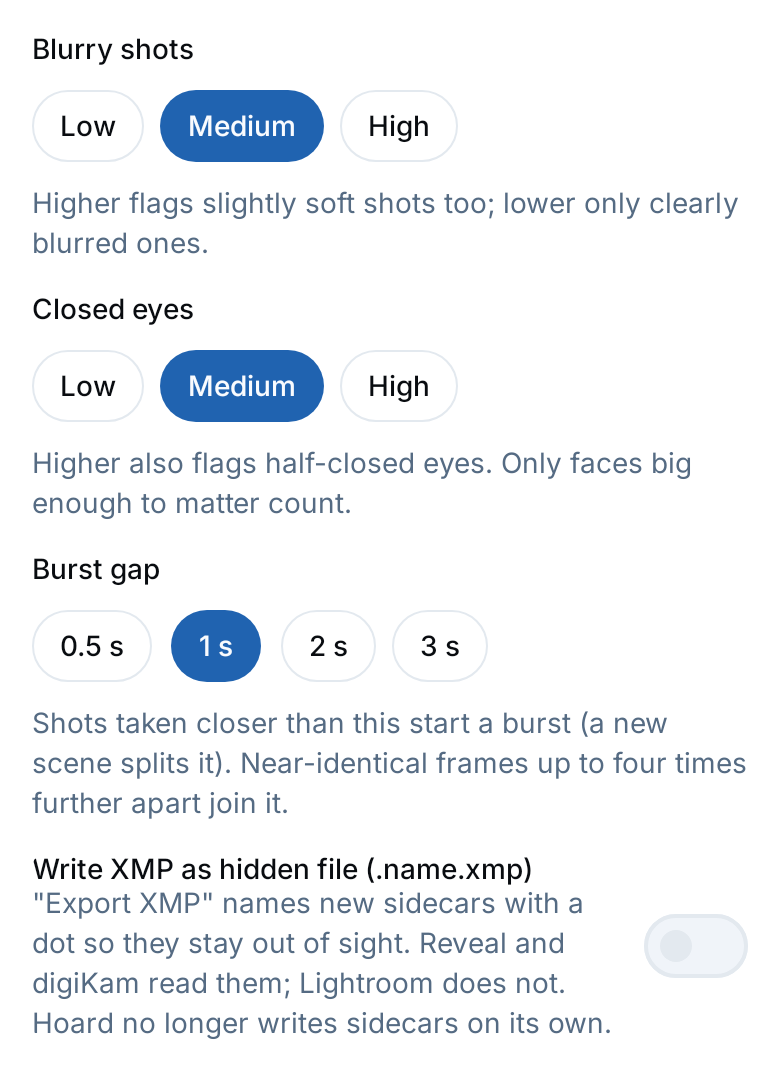 Blurry shots
Low Medium High
Higher flags slightly soft shots too; lower only clearly
blurred ones.
Closed eyes
Low Medium High
Higher also flags half-closed eyes. Only faces big
enough to matter count.
Burst gap
0.5 s 1 s 2 s 3 s
Shots taken closer than this start a burst (a new
scene splits it). Near-identical frames up to four times
further apart join it.
Write XMP as hidden file (.name.xmp)
"Export XMP" names new sidecars with a
dot so they stay out of sight. Reveal and
digiKam read them; Lightroom does not.
Hoard no longer writes sidecars on its own.